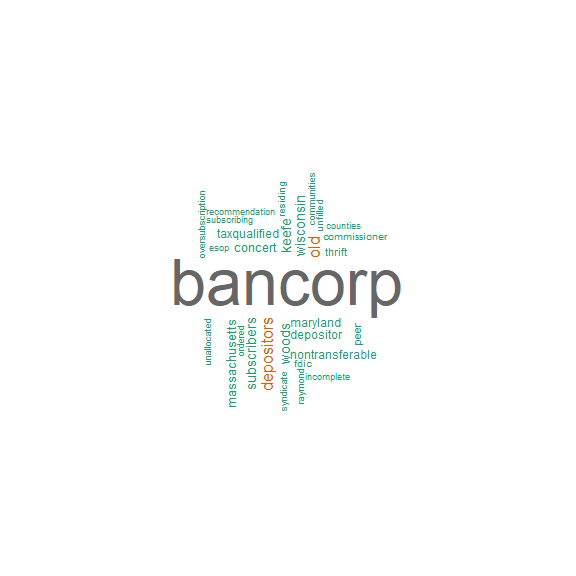 oversubscription
recommendation
subscribing
residing
communities
unfilled
wisconsin
counties
taxqualified
keefe
old
commissioner
esop
concert
thrift
bancorp
unallocated
massachusetts
ordered
subscribers
depositors
woods
maryland
depositor
peer
nontransferable
fdic
syndicate
raymond
incomplete